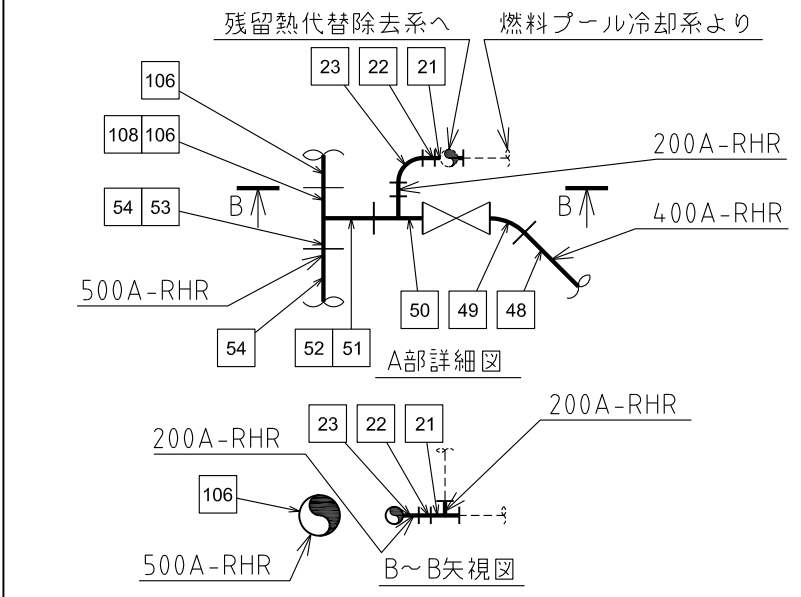 残留熱代替除去系へ 燃料プール冷却系より
23 22 21
106
108 106
200A-RHR
B B
54 53
400A-RHR
500A-RHR
50 49 48
54 52 51
A部詳細図
200A-RHR
23 22 21
200A-RHR
106
500A-RHR
B～B矢視図